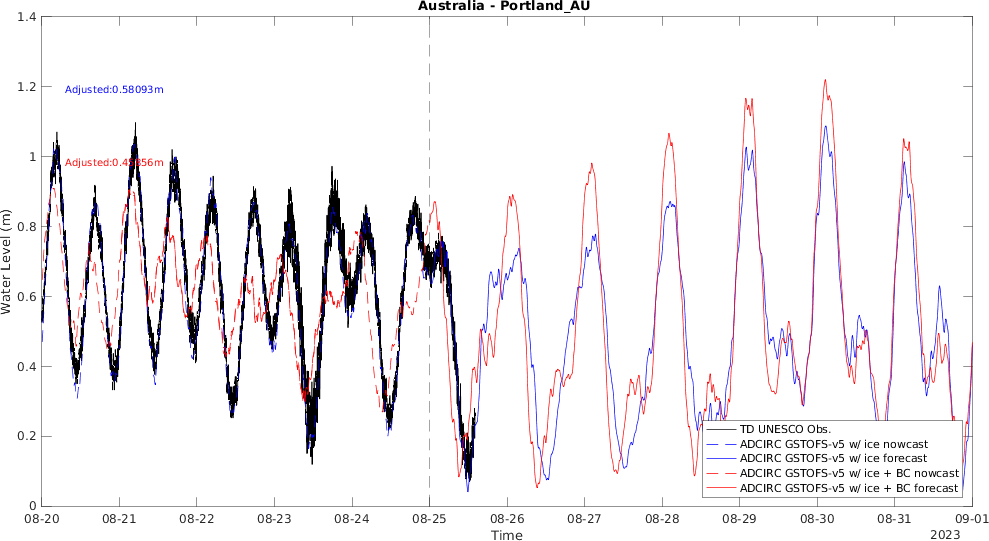 Australia - Portland_AU
1.4
1.2
1
0.8
0.6
0.4
0.2
0
Water Level (m)
Adjusted:0.58093m
TD UNESCO Obs.
ADCIRC GSTOFS-v5 w/ ice nowcast
ADCIRC GSTOFS-v5 w/ ice forecast
ADCIRC GSTOFS-v5 w/ ice + BC nowcast
ADCIRC GSTOFS-v5 w/ ice + BC forecast
08-20 08-21 08-22 08-23 08-24 08-25 08-26 08-27 08-28 08-29 08-30 08-31 09-01
Time
2023